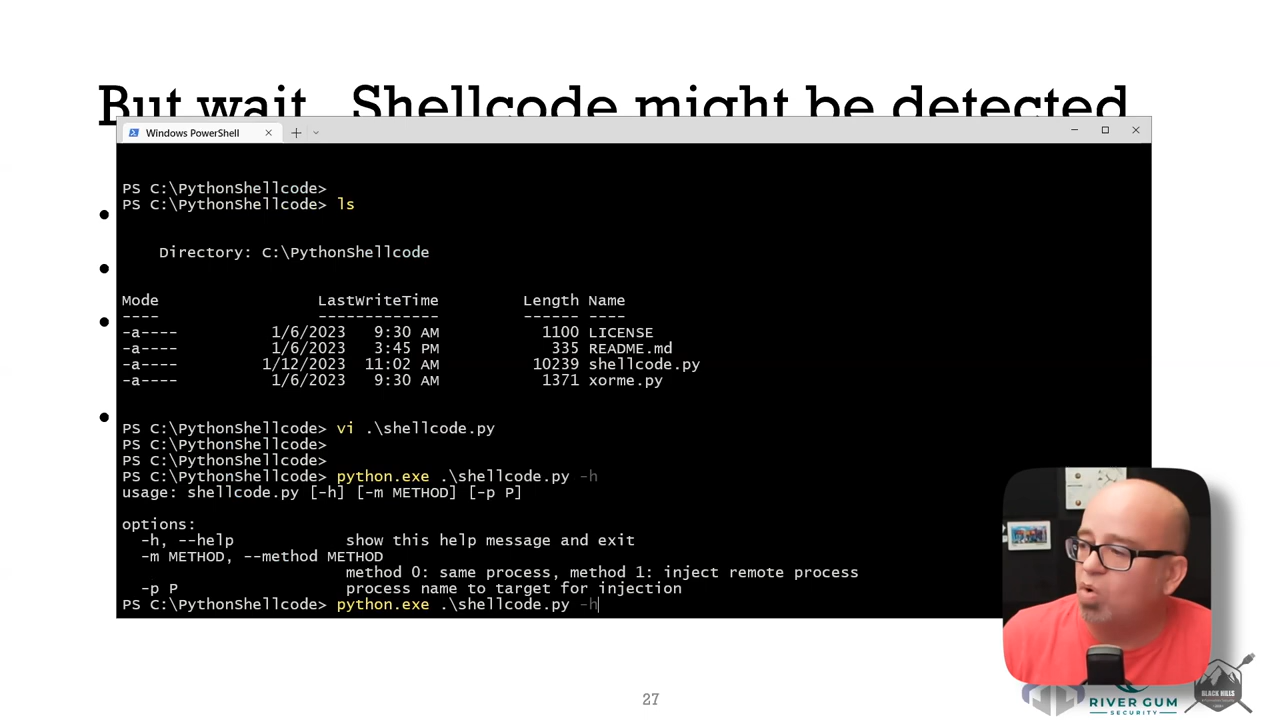 But wait.. Shellcode might be detected
Windows PowerShell
PS C:\PythonShellcode>
PS C:\PythonShellcode> ls
Directory: C:\PythonShellcode
Mode LastWriteTime Length Name
---- ------------- ------ ----
-a---- 1/6/2023 9:30 AM 1100 LICENSE
-a---- 1/6/2023 3:45 PM 335 README.md
-a---- 1/12/2023 11:02 AM 10239 shellcode.py
-a---- 1/6/2023 9:30 AM 1371 xorme.py
PS C:\PythonShellcode> vi .\shellcode.py
PS C:\PythonShellcode>
PS C:\PythonShellcode>
PS C:\PythonShellcode> python.exe .\shellcode.py -h
usage: shellcode.py [-h] [-m METHOD] [-p P]
options:
-h, --help show this help message and exit
-m METHOD, --method METHOD
method 0: same process, method 1: inject remote process
-p P process name to target for injection
PS C:\PythonShellcode> python.exe .\shellcode.py -h
27
RIVER GUM
SECURITY
BLACK HILLS